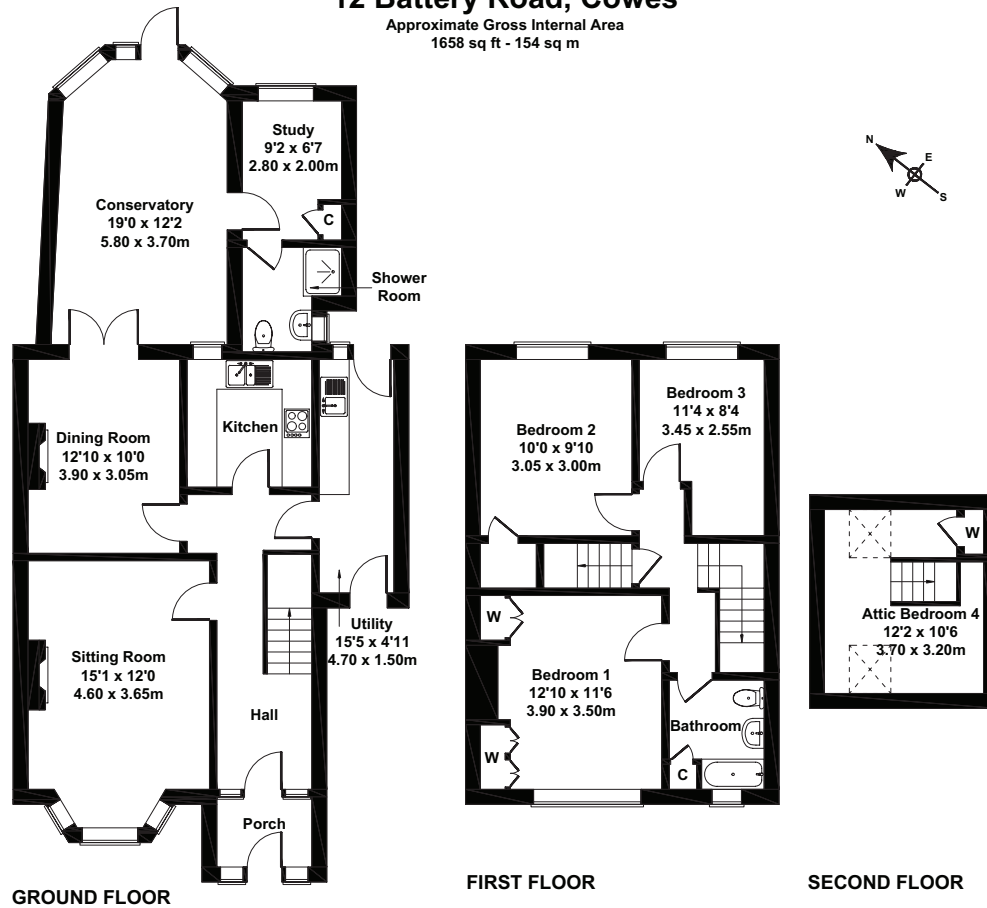 12 Battery Road, Cowes
Approximate Gross Internal Area
1658 sq ft - 154 sq m
N
E
W
S
Study
9'2 x 6'7
2.80 x 2.00m
C
Conservatory
19'0 x 12'2
5.80 x 3.70m
Shower
Room
Kitchen
Dining Room
12'10 x 10'0
3.90 x 3.05m
Utility
15'5 x 4'11
4.70 x 1.50m
Sitting Room
15'1 x 12'0
4.60 x 3.65m
Hall
Porch
GROUND FLOOR
Bedroom 3
11'4 x 8'4
3.45 x 2.55m
Bedroom 2
10'0 x 9'10
3.05 x 3.00m
W
Bedroom 1
12'10 x 11'6
3.90 x 3.50m
Bathroom
W
C
FIRST FLOOR
W
Attic Bedroom 4
12'2 x 10'6
3.70 x 3.20m
SECOND FLOOR